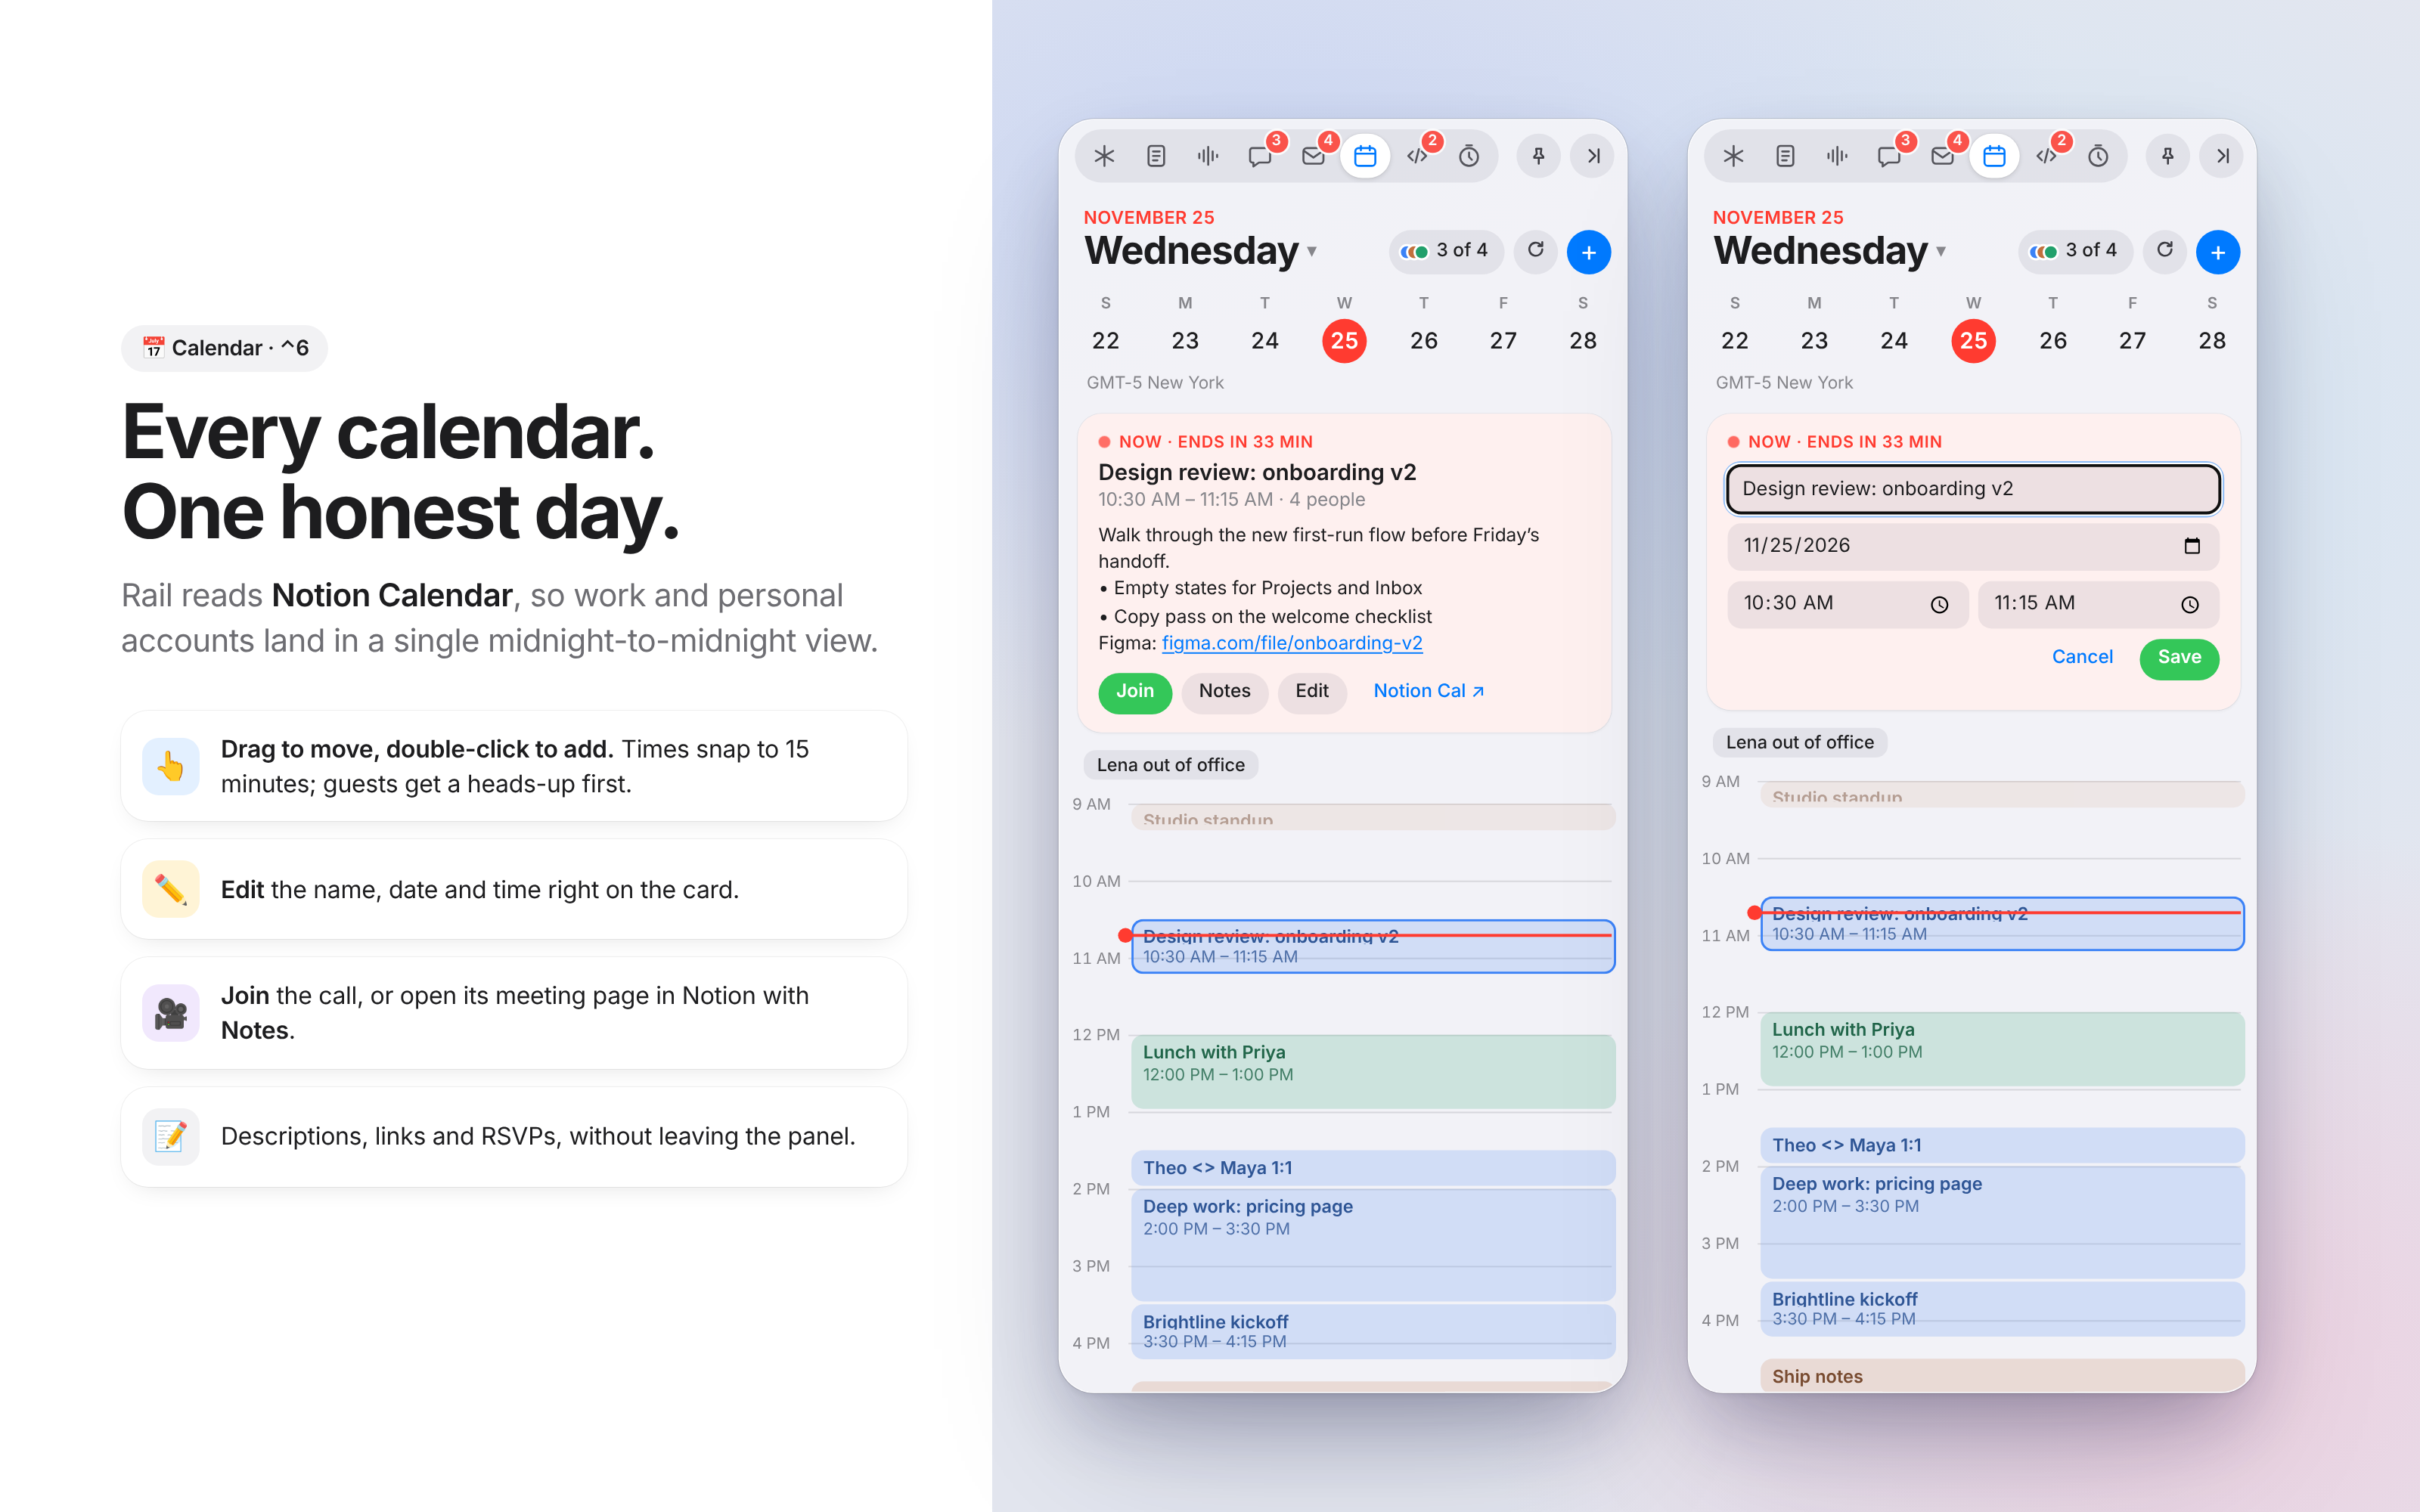 Calendar · ^6
Every calendar.
One honest day.
Rail reads Notion Calendar, so work and personal
accounts land in a single midnight-to-midnight view.
Drag to move, double-click to add. Times snap to 15
minutes; guests get a heads-up first.
Edit the name, date and time right on the card.
Join the call, or open its meeting page in Notion with
Notes.
Descriptions, links and RSVPs, without leaving the panel.
3 4 2
NOVEMBER 25
Wednesday ▾ 3 of 4 +
S M T W T F S
22 23 24 25 26 27 28
GMT-5 New York
NOW · ENDS IN 33 MIN
Design review: onboarding v2
10:30 AM – 11:15 AM · 4 people
Walk through the new first-run flow before Friday’s
handoff.
• Empty states for Projects and Inbox
• Copy pass on the welcome checklist
Figma: figma.com/file/onboarding-v2
Join Notes Edit Notion Cal ↗
Lena out of office
9 AM
Studio standup
10 AM
Design review: onboarding v2
10:30 AM – 11:15 AM
11 AM
12 PM
Lunch with Priya
12:00 PM – 1:00 PM
1 PM
Theo <> Maya 1:1
2 PM
Deep work: pricing page
2:00 PM – 3:30 PM
3 PM
Brightline kickoff
3:30 PM – 4:15 PM
4 PM
3 4 2
NOVEMBER 25
Wednesday ▾ 3 of 4 +
S M T W T F S
22 23 24 25 26 27 28
GMT-5 New York
NOW · ENDS IN 33 MIN
Design review: onboarding v2
11/25/2026
10:30 AM 11:15 AM
Cancel Save
Lena out of office
9 AM
Studio standup
10 AM
Design review: onboarding v2
10:30 AM – 11:15 AM
11 AM
12 PM
Lunch with Priya
12:00 PM – 1:00 PM
1 PM
Theo <> Maya 1:1
2 PM
Deep work: pricing page
2:00 PM – 3:30 PM
3 PM
Brightline kickoff
3:30 PM – 4:15 PM
4 PM
Ship notes